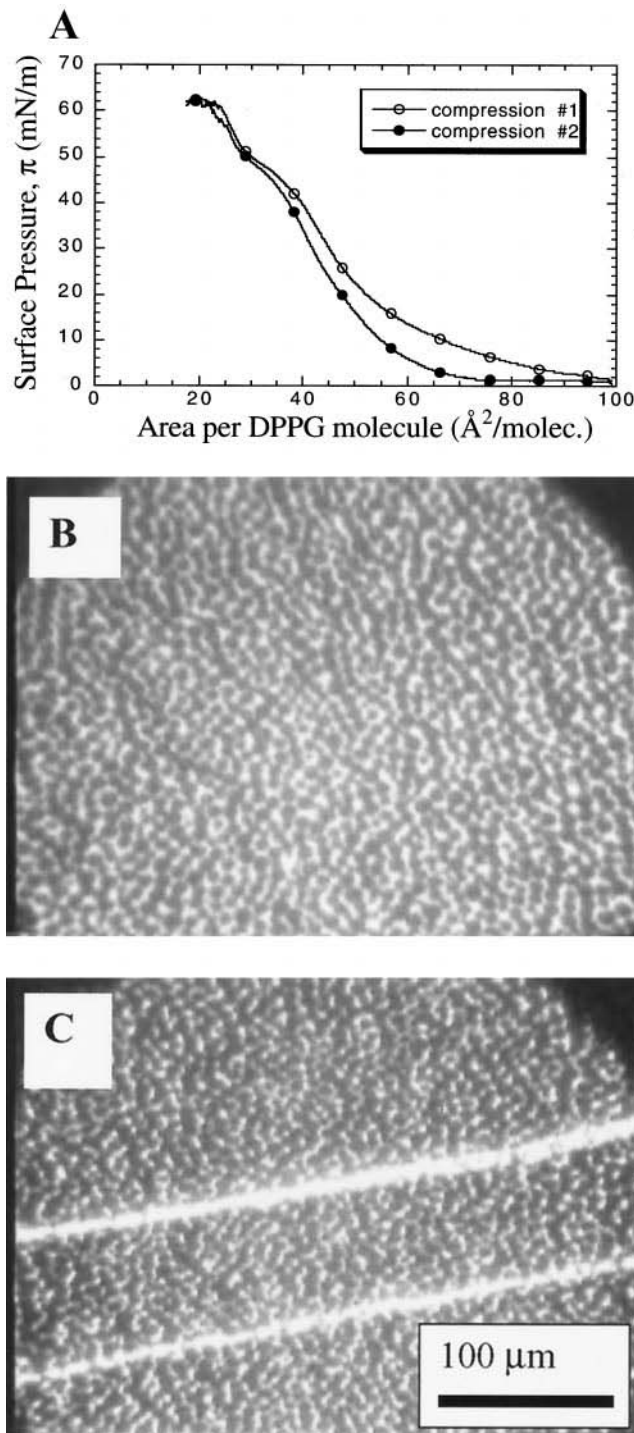 A
70
60
50
40
30
20
10
0
Surface Pressure, π (mN/m)
compression #1
compression #2
0 20 40 60 80 100
Area per DPPG molecule (Å²/molec.)
B
C
100 μm